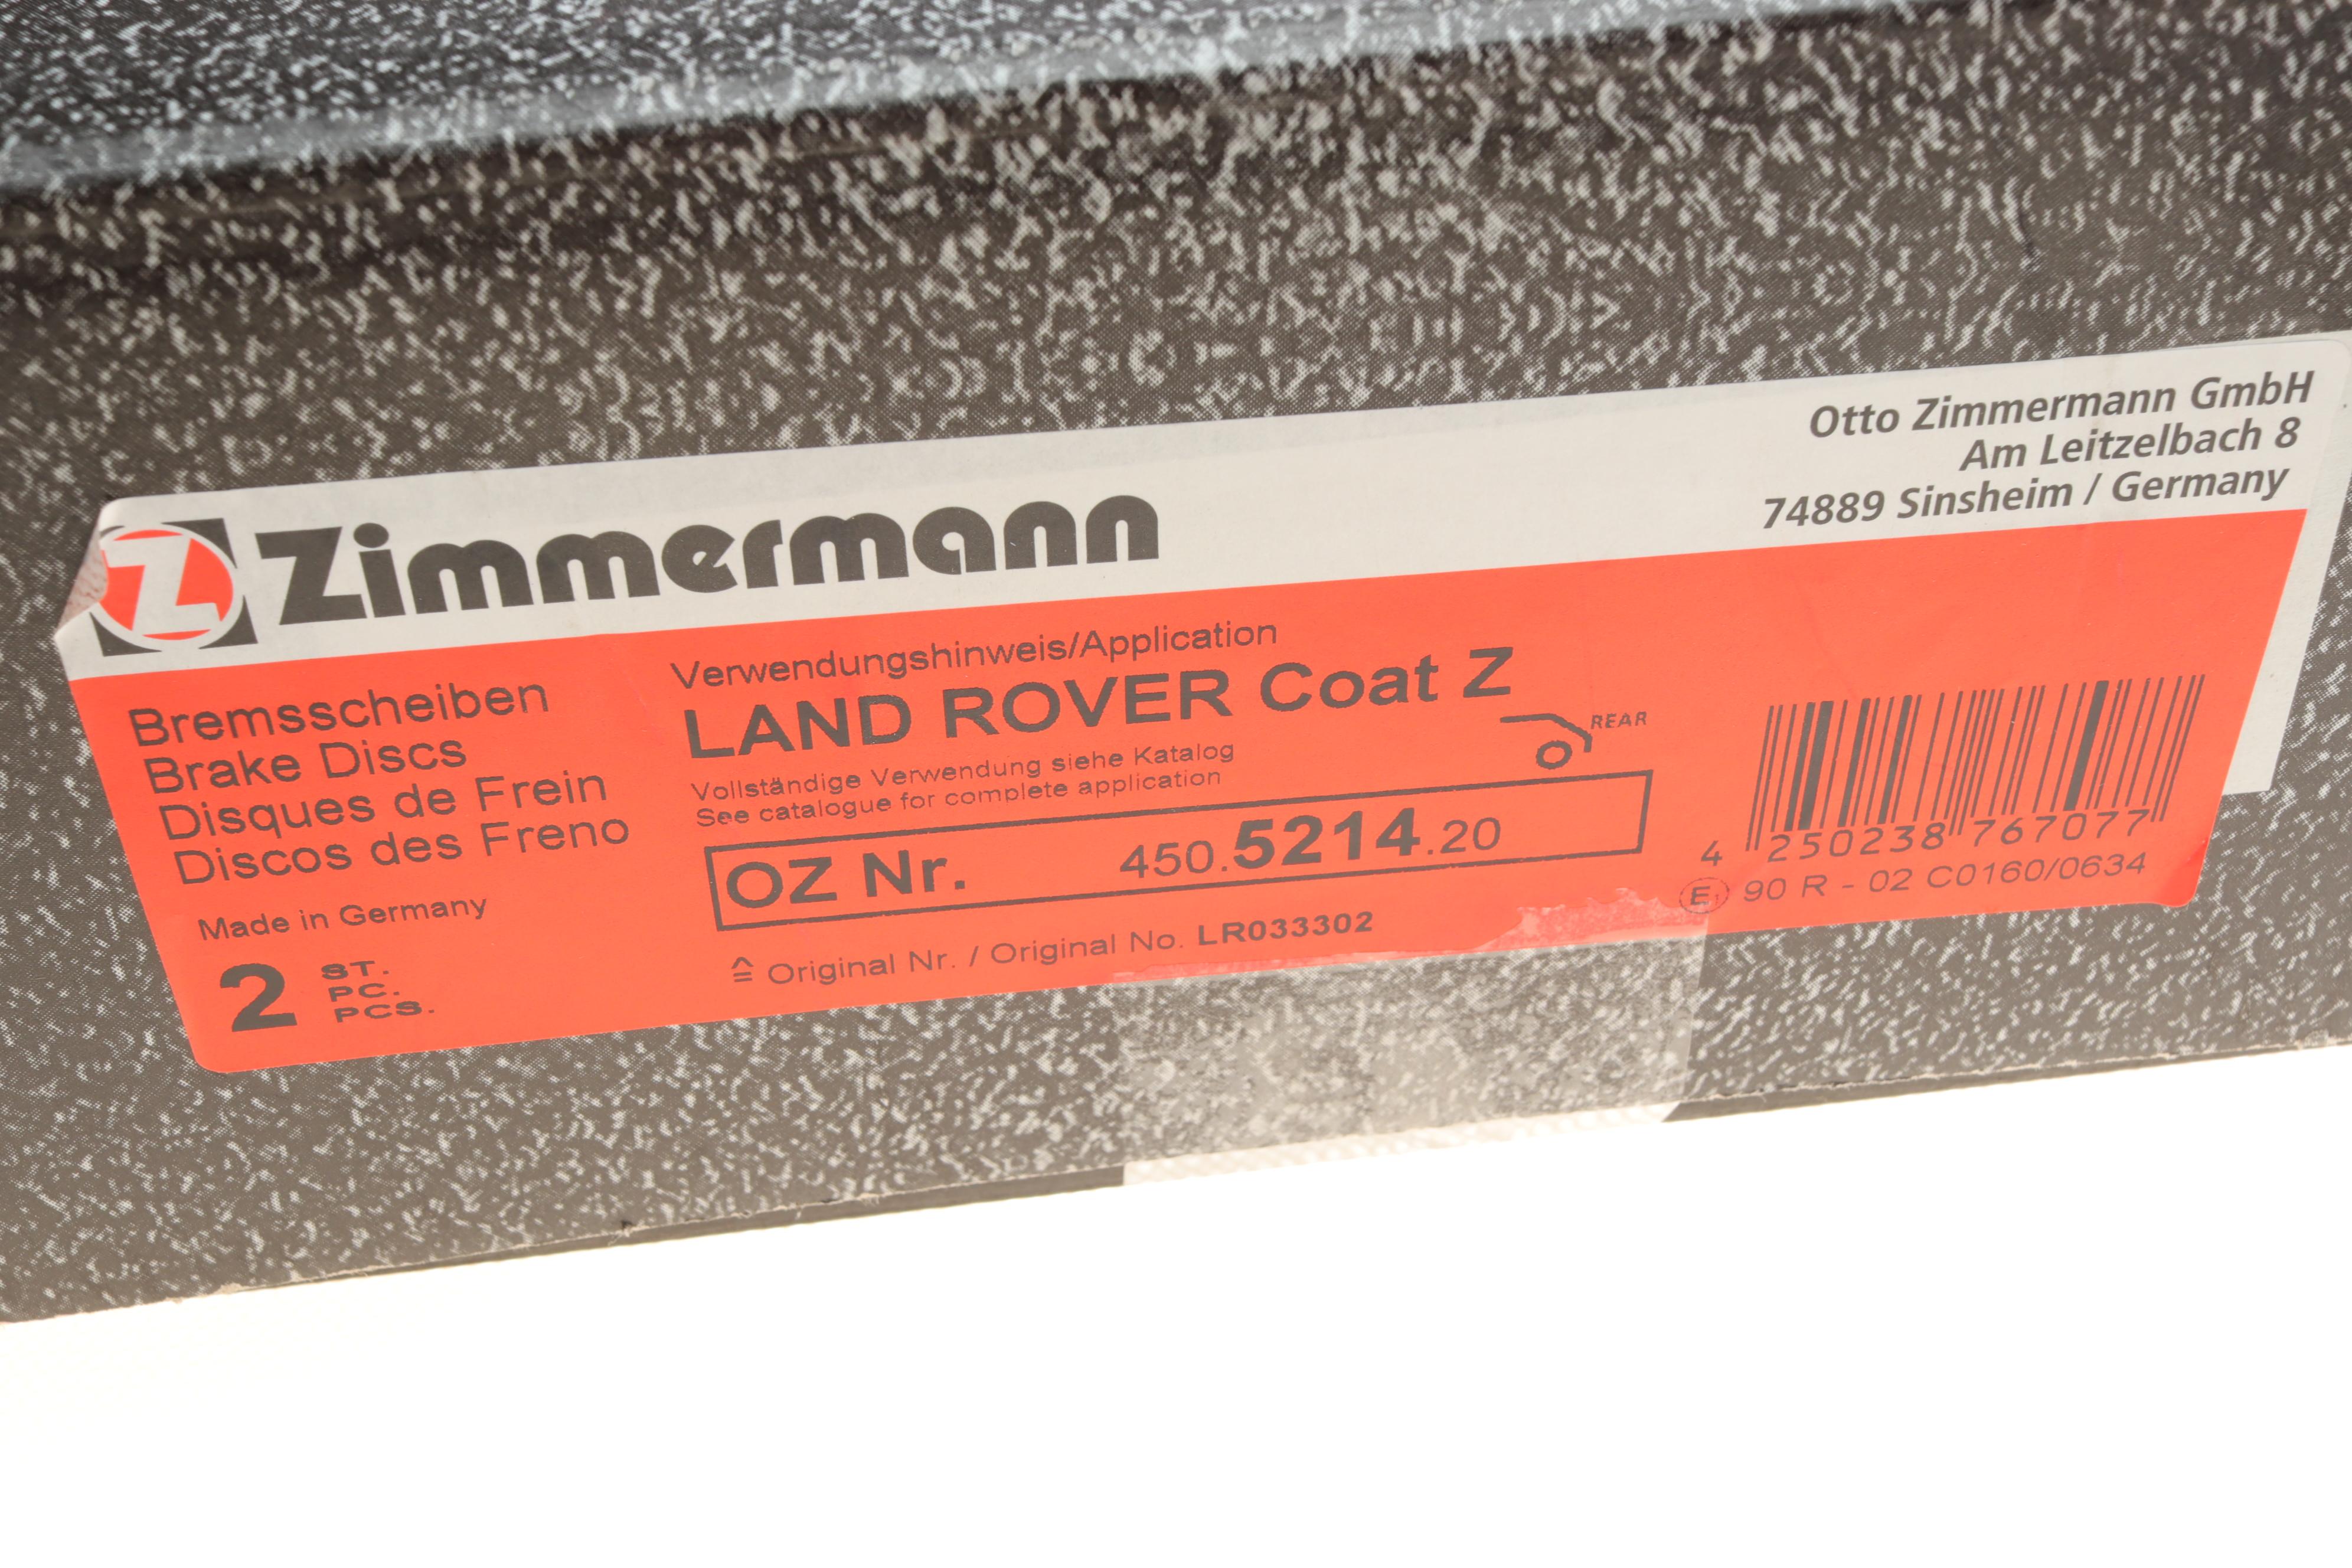 Zimmermann
Otto Zimmermann GmbH
Am Leitzelbach 8
74889 Sinsheim / Germany
Bremsscheiben
Brake Discs
Disques de Frein
Discos des Freno
Made in Germany
2 ST.
PC.
PCS.
Verwendungshinweis/Application
LAND ROVER Coat Z
REAR
Vollständige Verwendung siehe Katalog
See catalogue for complete application
OZ Nr. 450.5214.20
≙ Original Nr. / Original No. LR033302
4 250238 767077
E1 90 R - 02 C0160/0634